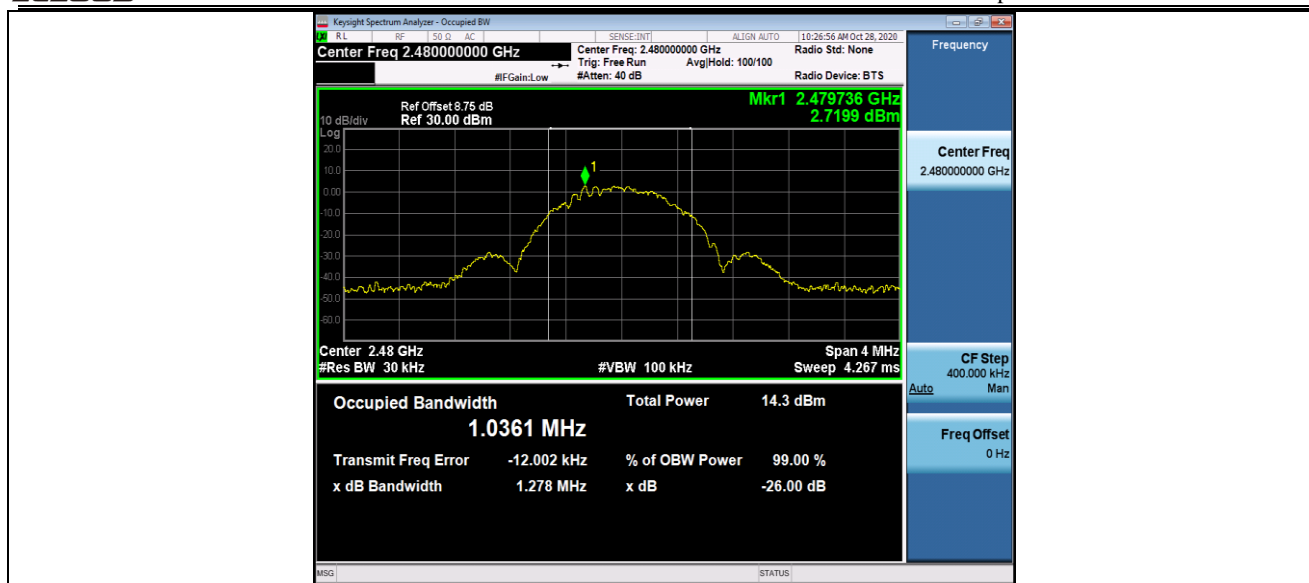 Keysight Spectrum Analyzer - Occupied BW
LXI RL RF 50 Ω AC SENSE:INT ALIGN AUTO 10:26:56 AM Oct 28, 2020
Center Freq 2.480000000 GHz
Center Freq: 2.480000000 GHz Radio Std: None
Trig: Free Run Avg|Hold: 100/100
#IFGain:Low #Atten: 40 dB Radio Device: BTS
Frequency
Mkr1 2.479736 GHz
2.7199 dBm
Ref Offset 8.75 dB
10 dB/div Ref 30.00 dBm
Log
20.0
10.0
0.00
-10.0
-20.0
-30.0
-40.0
-50.0
-60.0
1
Center 2.48 GHz Span 4 MHz
#Res BW 30 kHz #VBW 100 kHz Sweep 4.267 ms
Occupied Bandwidth Total Power 14.3 dBm
1.0361 MHz
Transmit Freq Error -12.002 kHz % of OBW Power 99.00 %
x dB Bandwidth 1.278 MHz x dB -26.00 dB
Center Freq
2.480000000 GHz
CF Step
400.000 kHz
Auto Man
Freq Offset
0 Hz
MSG STATUS